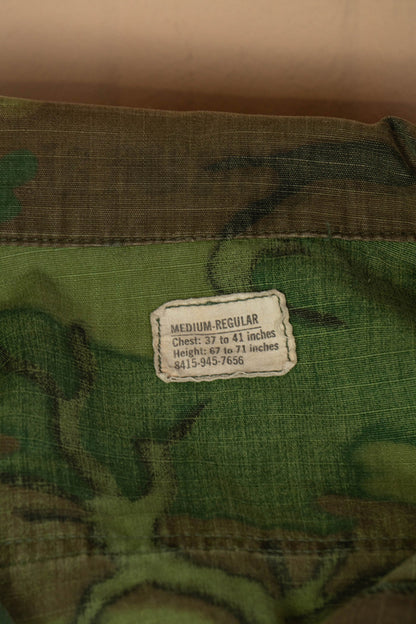 MEDIUM-REGULAR
Chest: 37 to 41 inches
Height: 67 to 71 inches
8415-945-7656